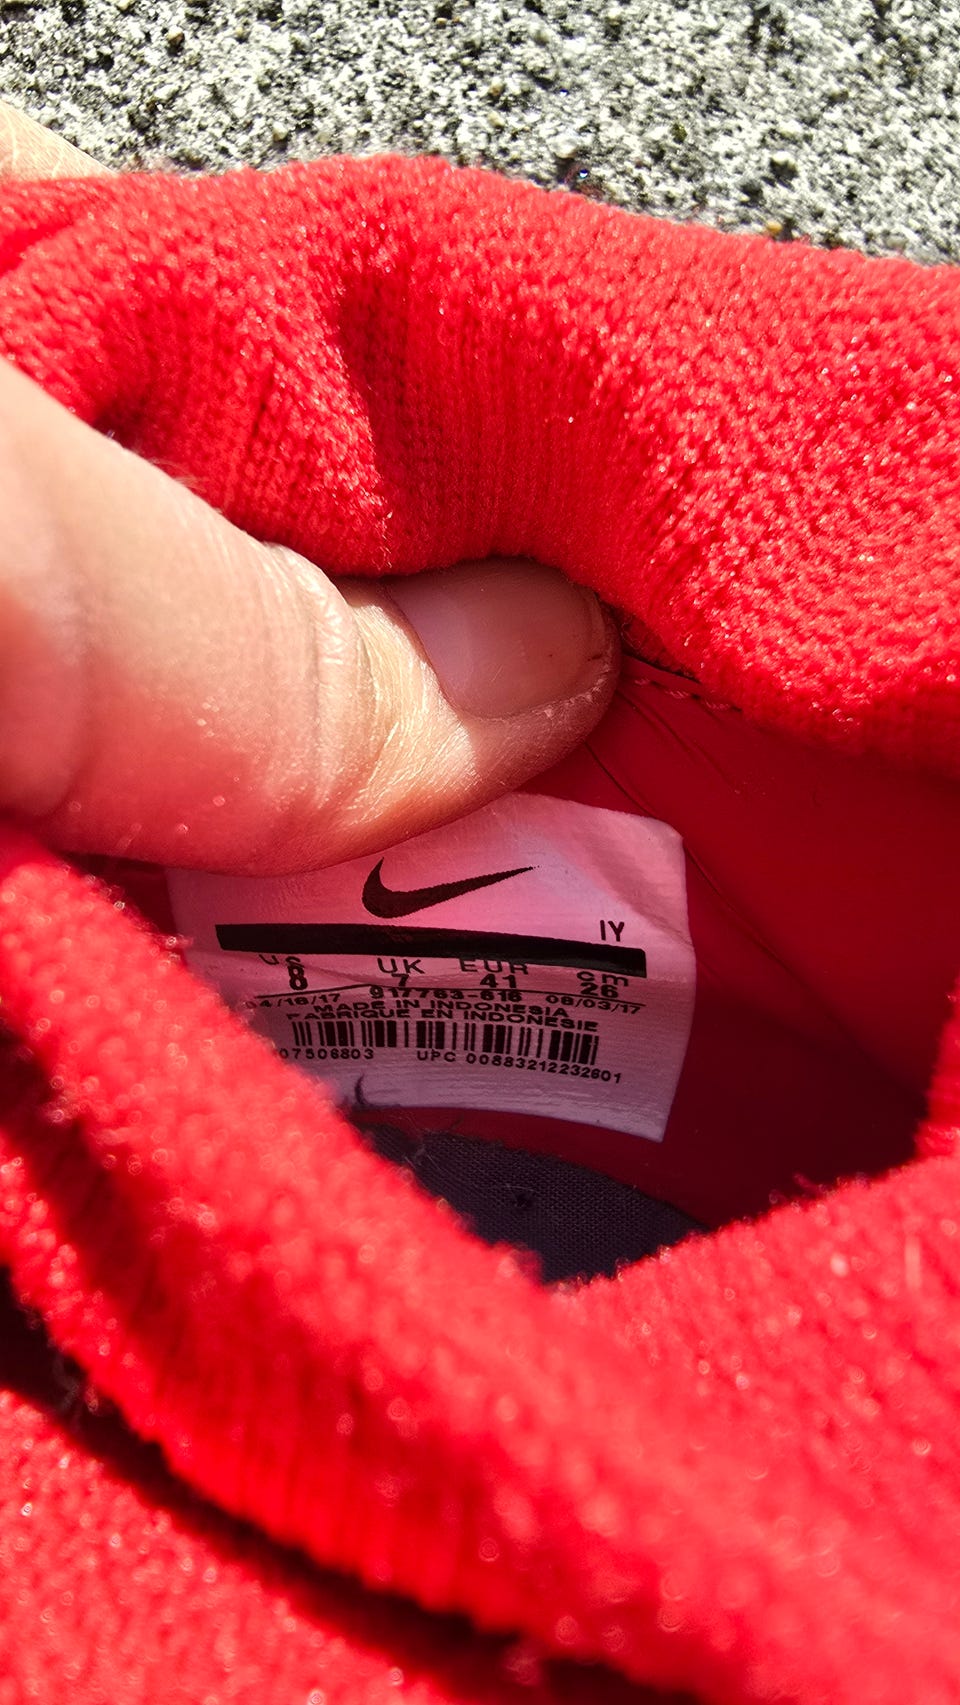 IY
US UK EUR cm
8 7 41 26
4/18/17 917763-616 08/03/17
MADE IN INDONESIA
FABRIQUE EN INDONESIE
07506803 UPC 00883212232601